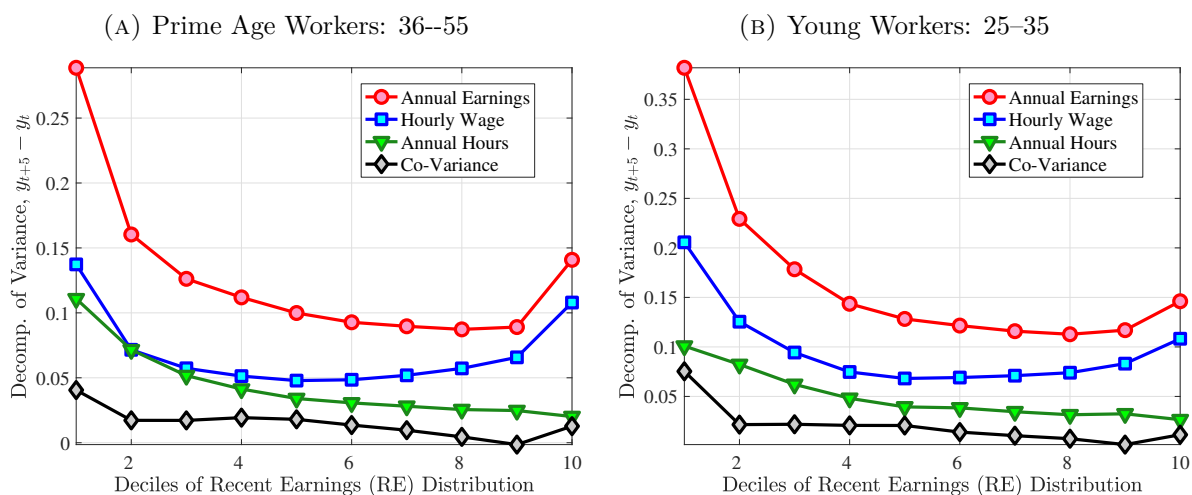 (A) Prime Age Workers: 36--55
Decomp. of Variance, y_{t+5} − y_t
0.25
0.2
0.15
0.1
0.05
0
Annual Earnings
Hourly Wage
Annual Hours
Co-Variance
2 4 6 8 10
Deciles of Recent Earnings (RE) Distribution
(B) Young Workers: 25–35
Decomp. of Variance, y_{t+5} − y_t
0.35
0.3
0.25
0.2
0.15
0.1
0.05
Annual Earnings
Hourly Wage
Annual Hours
Co-Variance
2 4 6 8 10
Deciles of Recent Earnings (RE) Distribution